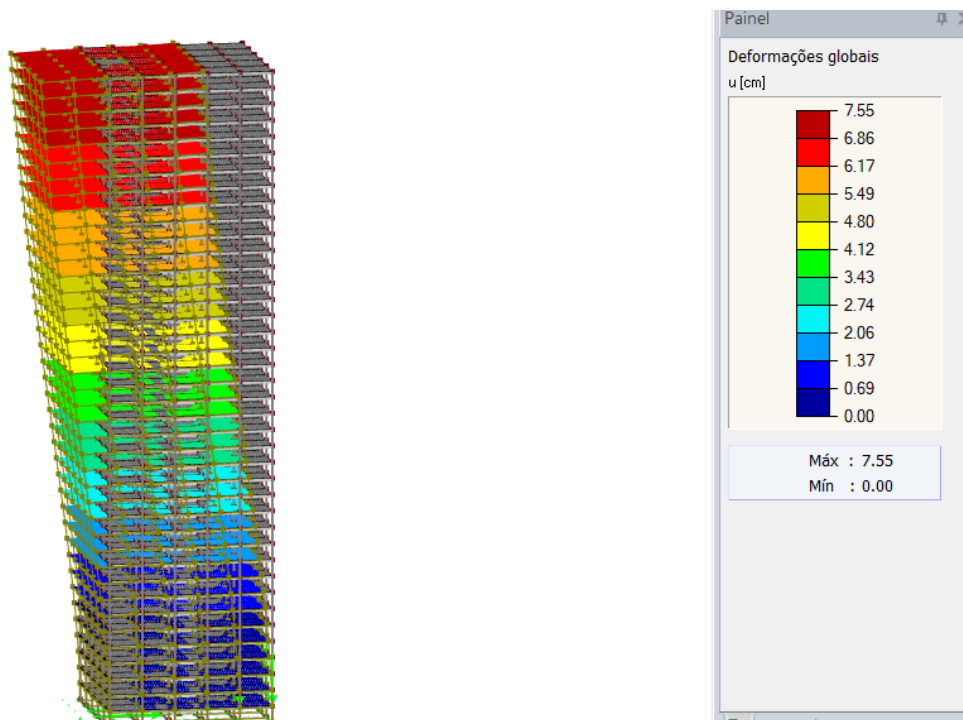 Painel
Deformações globais
u [cm]
7.55
6.86
6.17
5.49
4.80
4.12
3.43
2.74
2.06
1.37
0.69
0.00
Máx : 7.55
Mín : 0.00